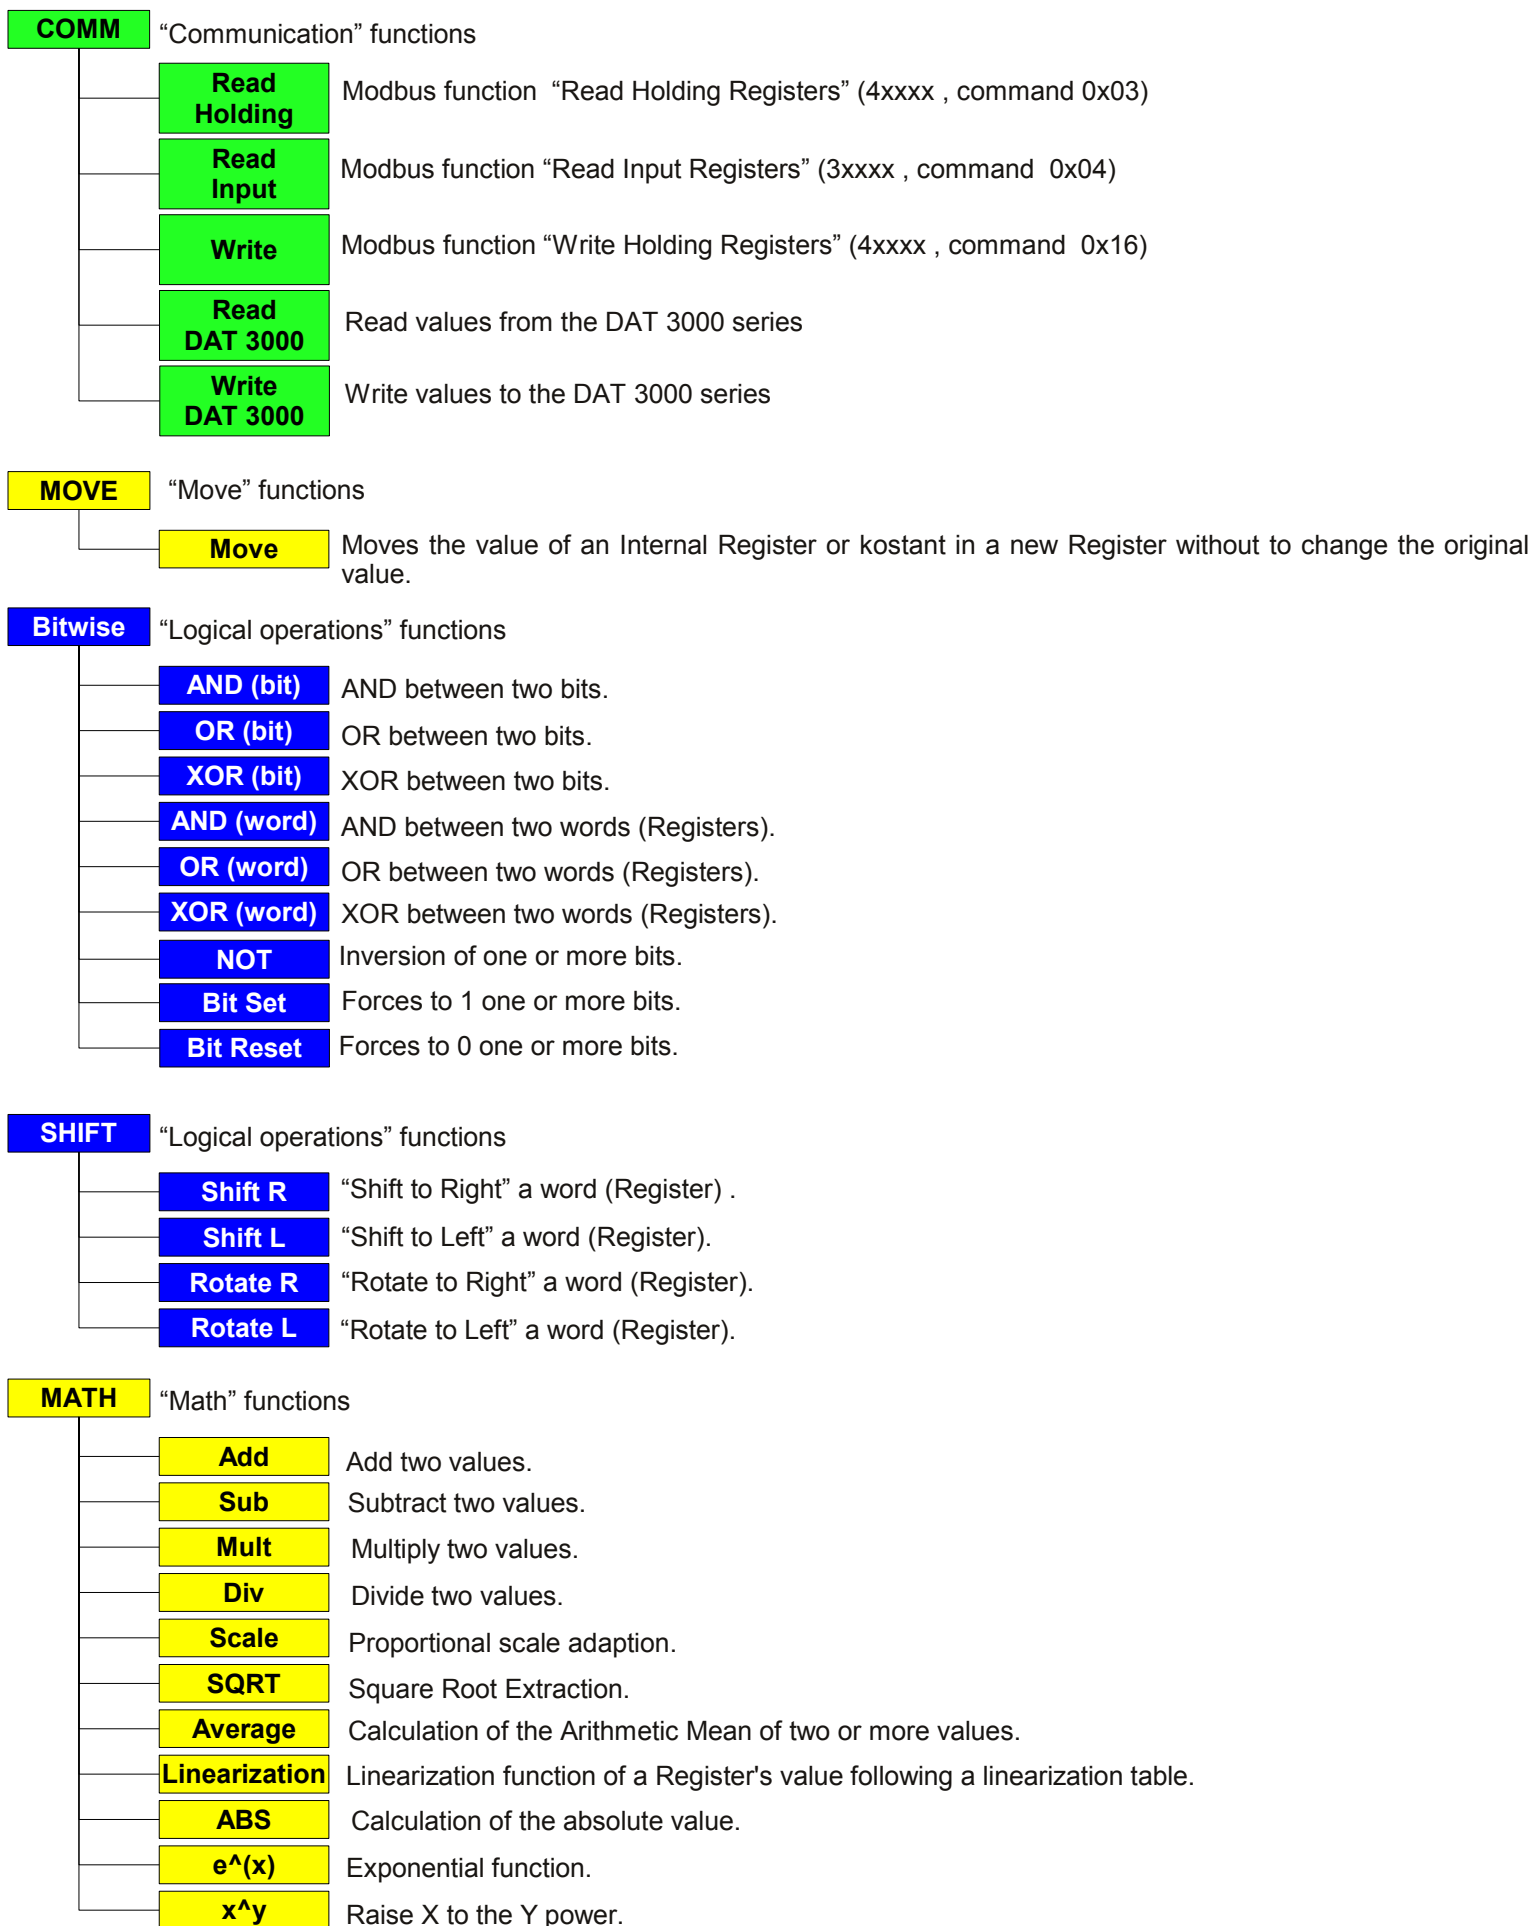 COMM “Communication” functions
Read Holding Modbus function “Read Holding Registers” (4xxxx , command 0x03)
Read Input Modbus function “Read Input Registers” (3xxxx , command 0x04)
Write Modbus function “Write Holding Registers” (4xxxx , command 0x16)
Read DAT 3000 Read values from the DAT 3000 series
Write DAT 3000 Write values to the DAT 3000 series
MOVE “Move” functions
Move Moves the value of an Internal Register or kostant in a new Register without to change the original
value.
Bitwise “Logical operations” functions
AND (bit) AND between two bits.
OR (bit) OR between two bits.
XOR (bit) XOR between two bits.
AND (word) AND between two words (Registers).
OR (word) OR between two words (Registers).
XOR (word) XOR between two words (Registers).
NOT Inversion of one or more bits.
Bit Set Forces to 1 one or more bits.
Bit Reset Forces to 0 one or more bits.
SHIFT “Logical operations” functions
Shift R “Shift to Right” a word (Register) .
Shift L “Shift to Left” a word (Register).
Rotate R “Rotate to Right” a word (Register).
Rotate L “Rotate to Left” a word (Register).
MATH “Math” functions
Add Add two values.
Sub Subtract two values.
Mult Multiply two values.
Div Divide two values.
Scale Proportional scale adaption.
SQRT Square Root Extraction.
Average Calculation of the Arithmetic Mean of two or more values.
Linearization Linearization function of a Register's value following a linearization table.
ABS Calculation of the absolute value.
e^(x) Exponential function.
x^y Raise X to the Y power.